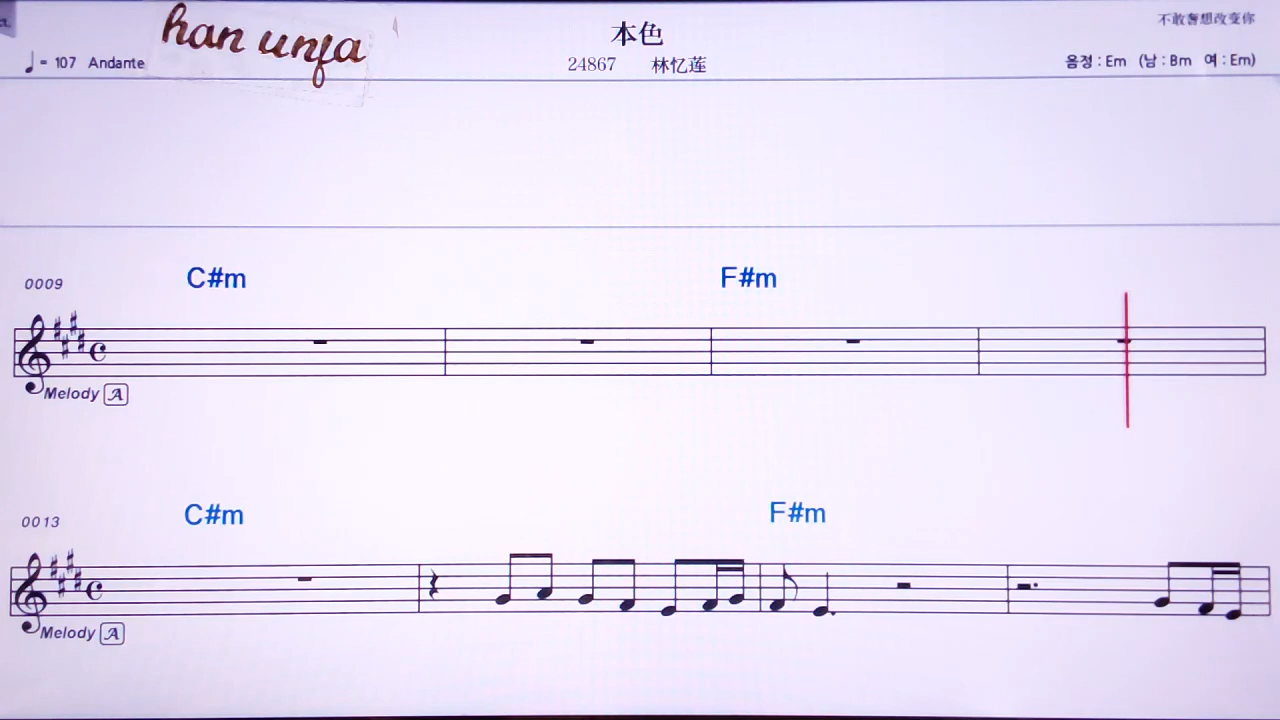 han unja
本色
不敢奢想改变你
♩= 107 Andante
24867 林忆莲
음정 : Em (남 : Bm 여 : Em)
0009
C#m F#m
Melody A
0013
C#m F#m
Melody A